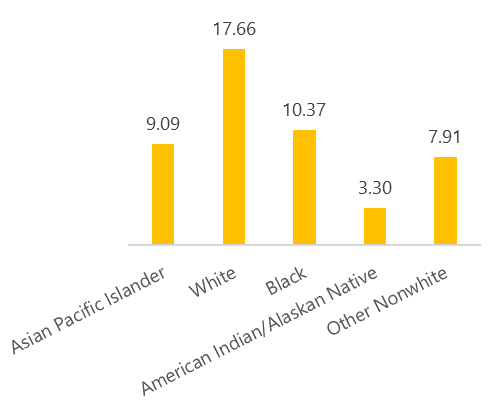 17.66
10.37
9.09
7.91
3.30
Asian Pacific Islander
White
Black
American Indian/Alaskan Native
Other Nonwhite